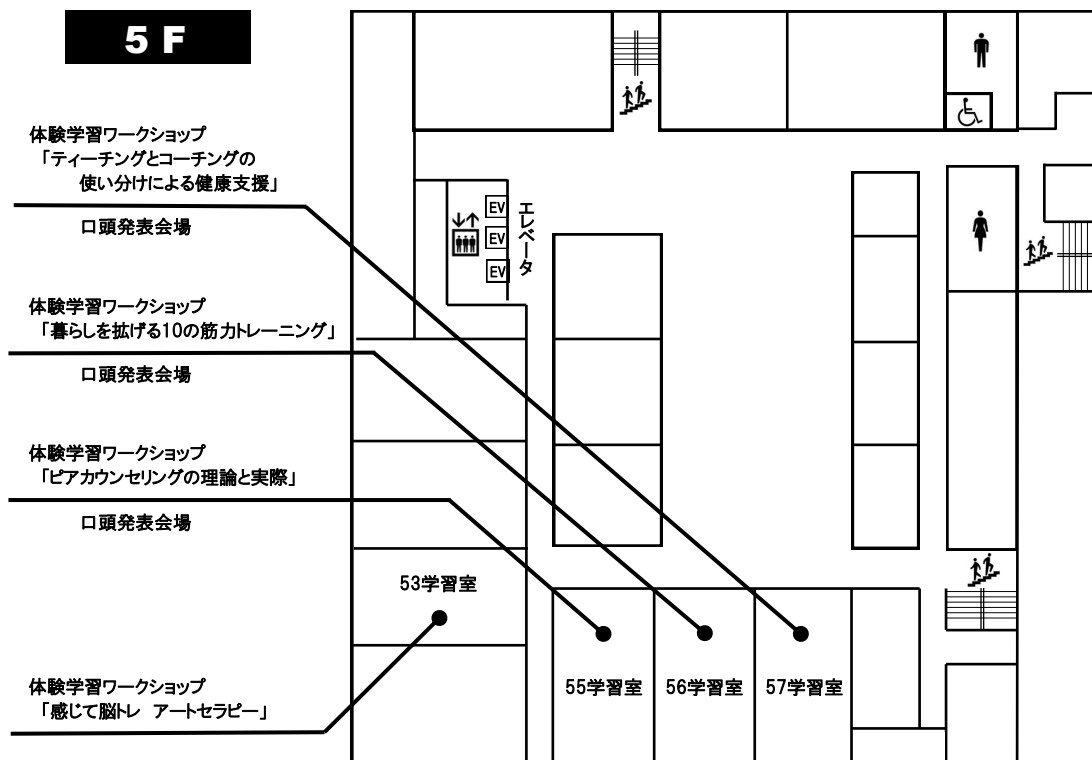 5 F
体験学習ワークショップ
「ティーチングとコーチングの
使い分けによる健康支援」
口頭発表会場
体験学習ワークショップ
「暮らしを拡げる10の筋力トレーニング」
口頭発表会場
体験学習ワークショップ
「ピアカウンセリングの理論と実際」
口頭発表会場
体験学習ワークショップ
「感じて脳トレ　アートセラピー」
EV
EV
EV
エレベータ
53学習室
55学習室
56学習室
57学習室